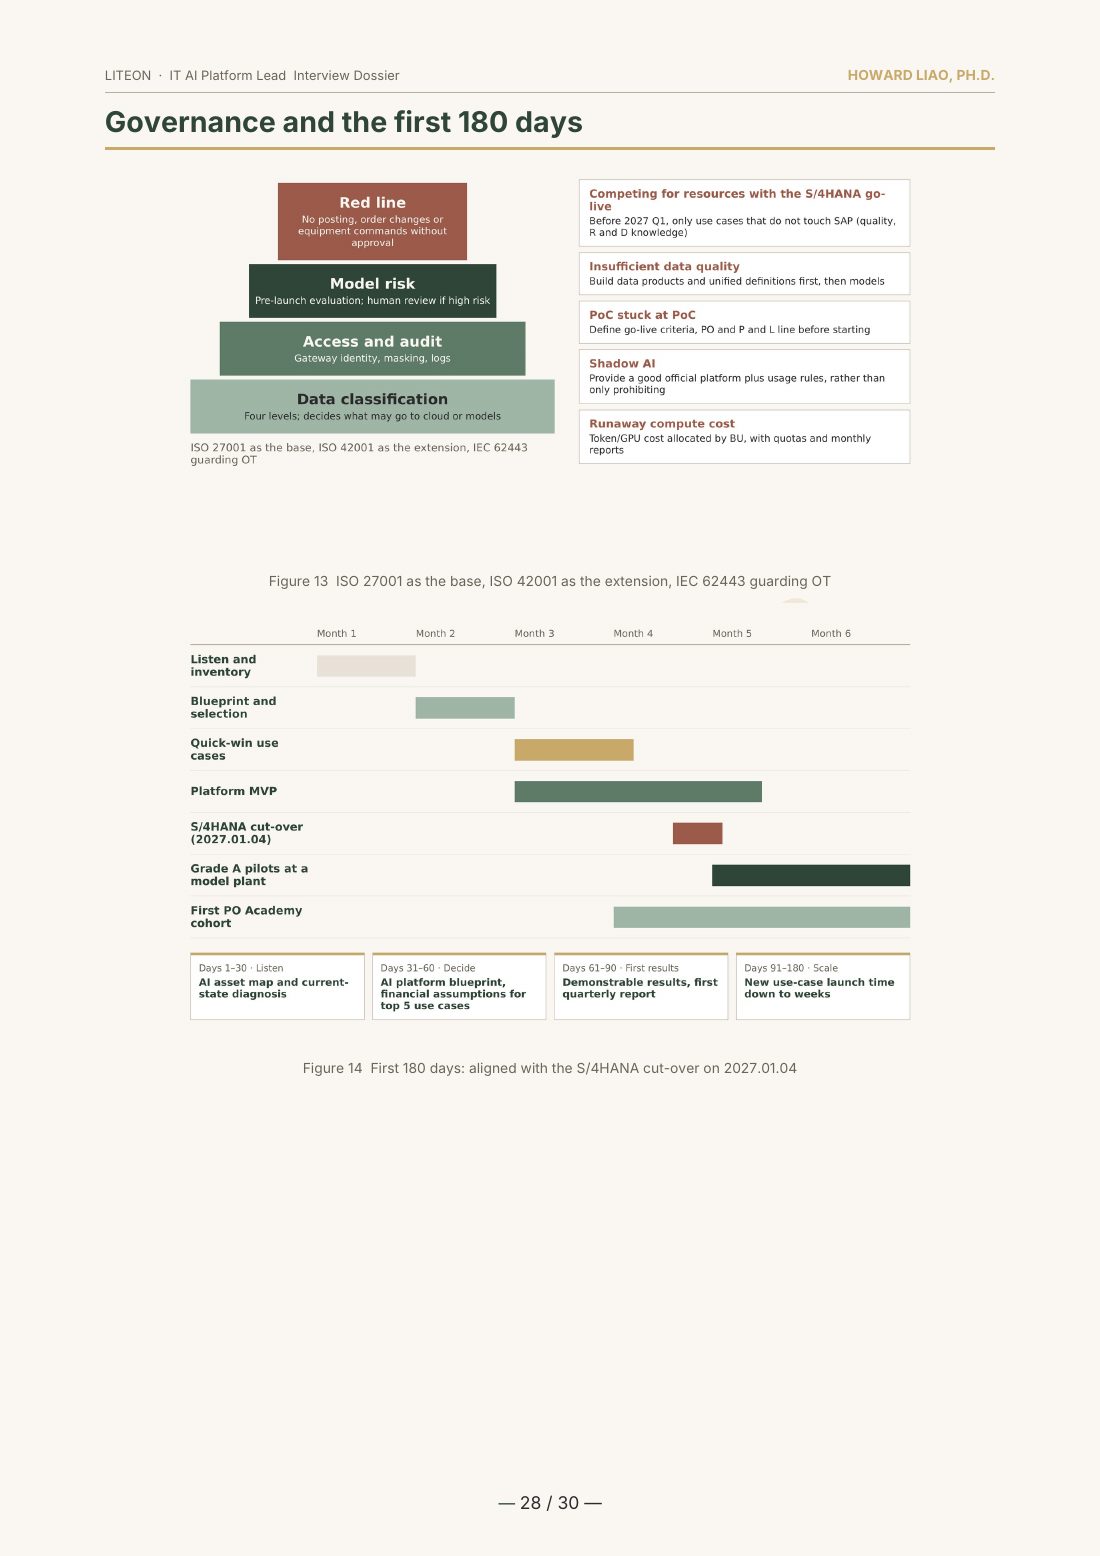 LITEON · IT AI Platform Lead Interview Dossier
HOWARD LIAO, PH.D.
Governance and the first 180 days
Red line
No posting, order changes or
equipment commands without
approval
Model risk
Pre-launch evaluation; human review if high risk
Access and audit
Gateway identity, masking, logs
Data classification
Four levels; decides what may go to cloud or models
ISO 27001 as the base, ISO 42001 as the extension, IEC 62443
guarding OT
Competing for resources with the S/4HANA go-
live
Before 2027 Q1, only use cases that do not touch SAP (quality,
R and D knowledge)
Insufficient data quality
Build data products and unified definitions first, then models
PoC stuck at PoC
Define go-live criteria, PO and P and L line before starting
Shadow AI
Provide a good official platform plus usage rules, rather than
only prohibiting
Runaway compute cost
Token/GPU cost allocated by BU, with quotas and monthly
reports
Figure 13 ISO 27001 as the base, ISO 42001 as the extension, IEC 62443 guarding OT
Month 1 Month 2 Month 3 Month 4 Month 5 Month 6
Listen and
inventory
Blueprint and
selection
Quick-win use
cases
Platform MVP
S/4HANA cut-over
(2027.01.04)
Grade A pilots at a
model plant
First PO Academy
cohort
Days 1–30 · Listen
AI asset map and current-
state diagnosis
Days 31–60 · Decide
AI platform blueprint,
financial assumptions for
top 5 use cases
Days 61–90 · First results
Demonstrable results, first
quarterly report
Days 91–180 · Scale
New use-case launch time
down to weeks
Figure 14 First 180 days: aligned with the S/4HANA cut-over on 2027.01.04
— 28 / 30 —